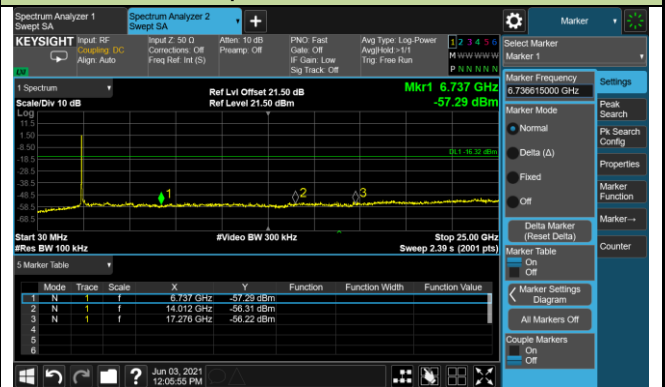 Spectrum Analyzer 1
Swept SA
Spectrum Analyzer 2
Swept SA
+
Marker
KEYSIGHT
Input: RF
Coupling: DC
Align: Auto
Input Z: 50 Ω
Corrections: Off
Freq Ref: Int (S)
Atten: 10 dB
Preamp: Off
PNO: Fast
Gate: Off
IF Gain: Low
Sig Track: Off
Avg Type: Log-Power
Avg|Hold:>1/1
Trig: Free Run
1 2 3 4 5 6
M W W W W W
P N N N N N
LXI
Select Marker
Marker 1
1 Spectrum
Scale/Div 10 dB
Ref Lvl Offset 21.50 dB
Ref Level 21.50 dBm
Mkr1 6.737 GHz
-57.29 dBm
Log
11.5
1.50
-8.50
-18.5
-28.5
-38.5
-48.5
-58.5
-68.5
DL1 -16.32 dBm
1
2
3
Start 30 MHz
#Res BW 100 kHz
#Video BW 300 kHz
Stop 25.00 GHz
Sweep 2.39 s (2001 pts)
5 Marker Table
Mode Trace Scale X Y Function Function Width Function Value
1 N 1 f 6.737 GHz -57.29 dBm
2 N 1 f 14.012 GHz -56.31 dBm
3 N 1 f 17.276 GHz -56.22 dBm
4
5
6
Marker Frequency
6.736615000 GHz
Marker Mode
Normal
Delta (Δ)
Fixed
Off
Delta Marker
(Reset Delta)
Marker Table
On
Off
Marker Settings
Diagram
All Markers Off
Couple Markers
On
Off
Settings
Peak
Search
Pk Search
Config
Properties
Marker
Function
Marker→
Counter
?
Jun 03, 2021
12:05:55 PM